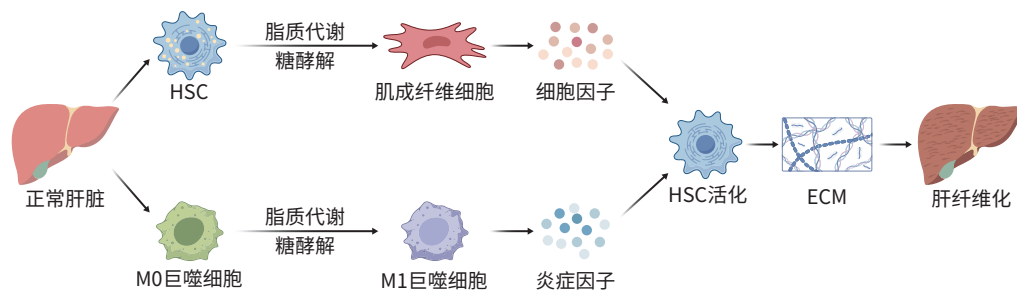 脂质代谢
糖酵解
HSC
肌成纤维细胞
细胞因子
正常肝脏
HSC活化
ECM
肝纤维化
脂质代谢
糖酵解
M0巨噬细胞
M1巨噬细胞
炎症因子